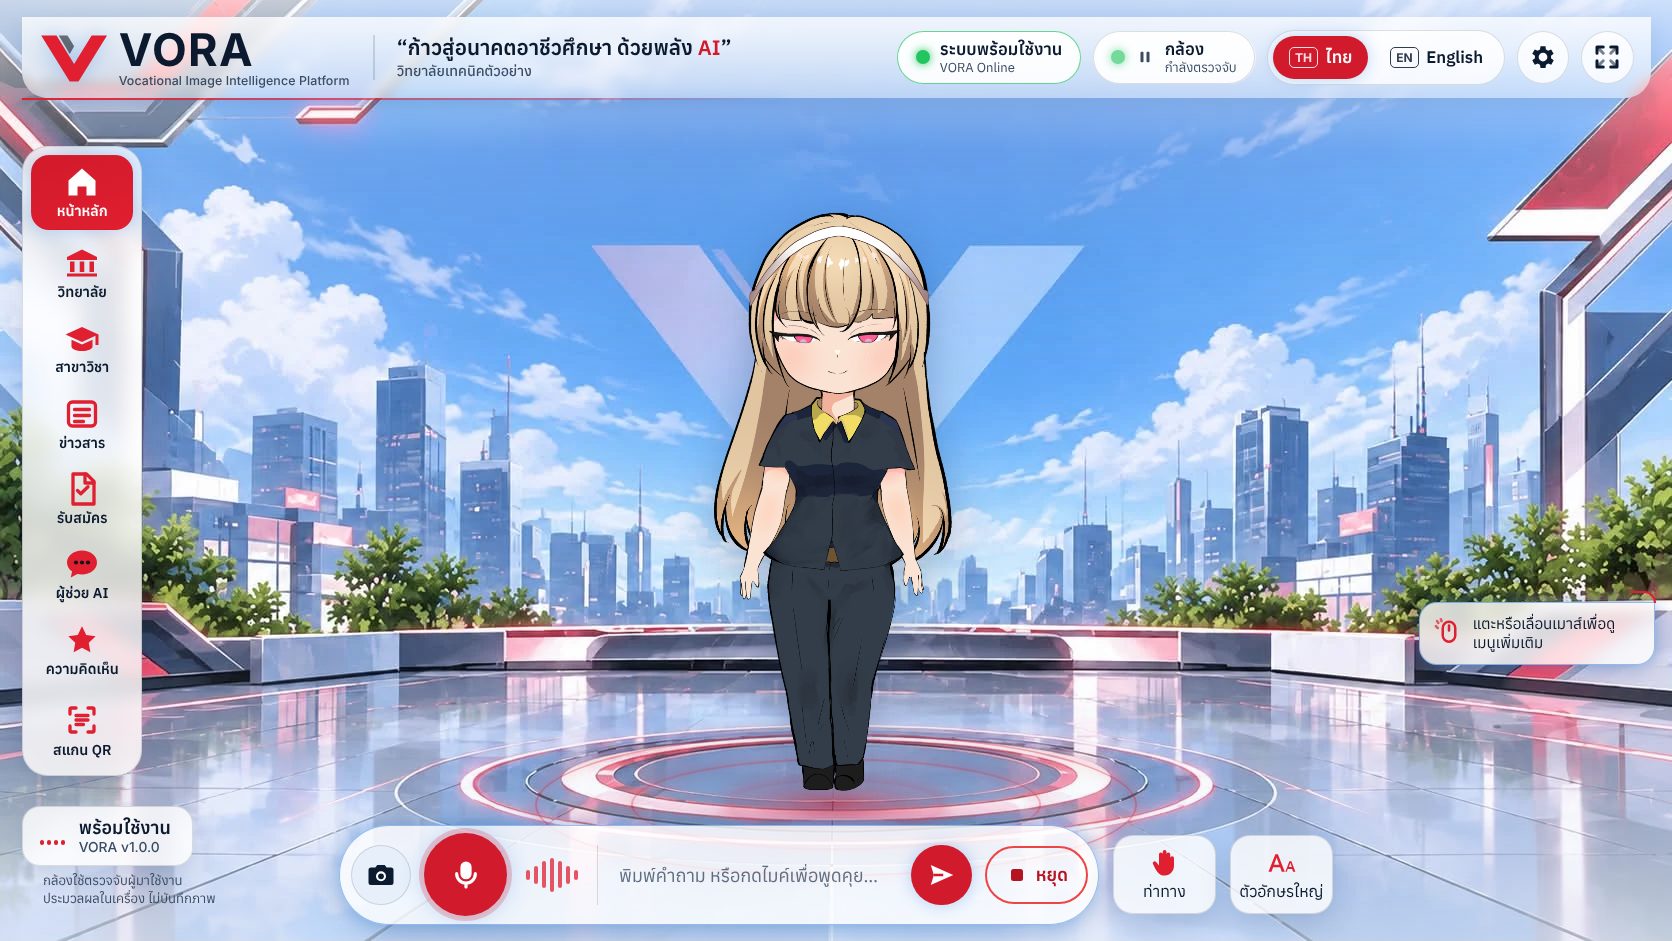 VORA
Vocational Image Intelligence Platform
“ก้าวสู่อนาคตอาชีวศึกษา ด้วยพลัง AI”
วิทยาลัยเทคนิคตัวอย่าง
ระบบพร้อมใช้งาน
VORA Online
กล้อง
กำลังตรวจจับ
TH ไทย
EN English
หน้าหลัก
วิทยาลัย
สาขาวิชา
ข่าวสาร
รับสมัคร
ผู้ช่วย AI
ความคิดเห็น
สแกน QR
แตะหรือเลื่อนเมาส์เพื่อดู
เมนูเพิ่มเติม
พร้อมใช้งาน
VORA v1.0.0
กล้องใช้ตรวจจับผู้มาใช้งาน
ประมวลผลในเครื่อง ไม่บันทึกภาพ
พิมพ์คำถาม หรือกดไมค์เพื่อพูดคุย...
หยุด
ท่าทาง
AA
ตัวอักษรใหญ่